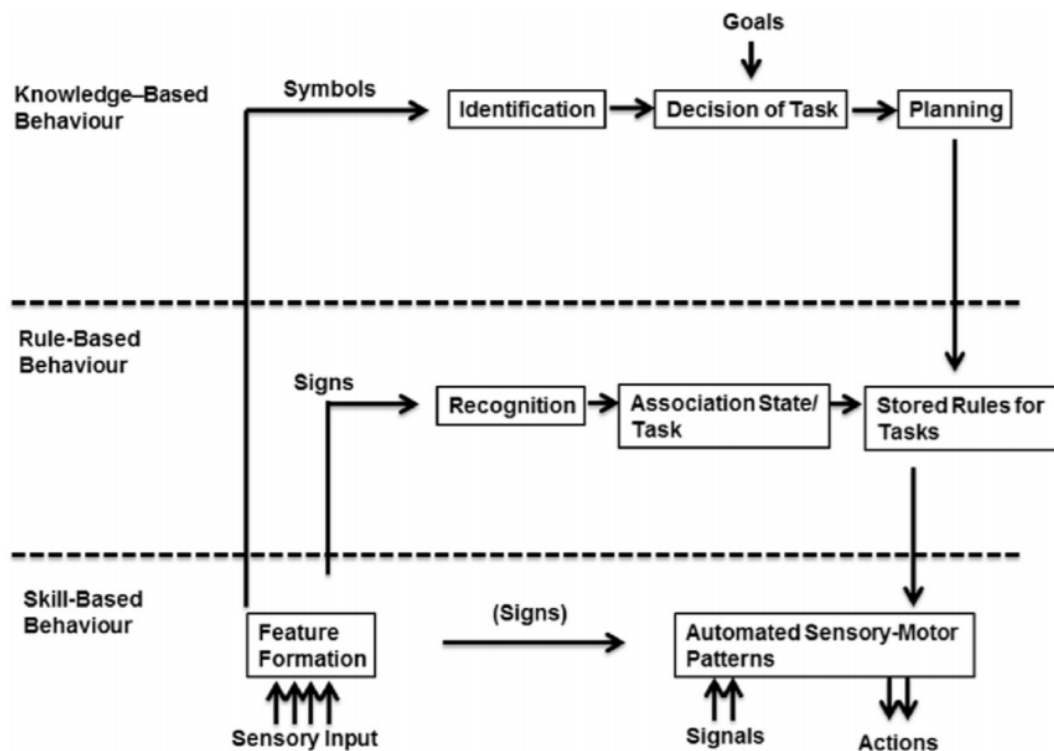 Goals
Knowledge–Based
Behaviour
Symbols
Identification
Decision of Task
Planning
Rule-Based
Behaviour
Signs
Recognition
Association State/
Task
Stored Rules for
Tasks
Skill-Based
Behaviour
(Signs)
Feature
Formation
Automated Sensory-Motor
Patterns
Sensory Input
Signals
Actions